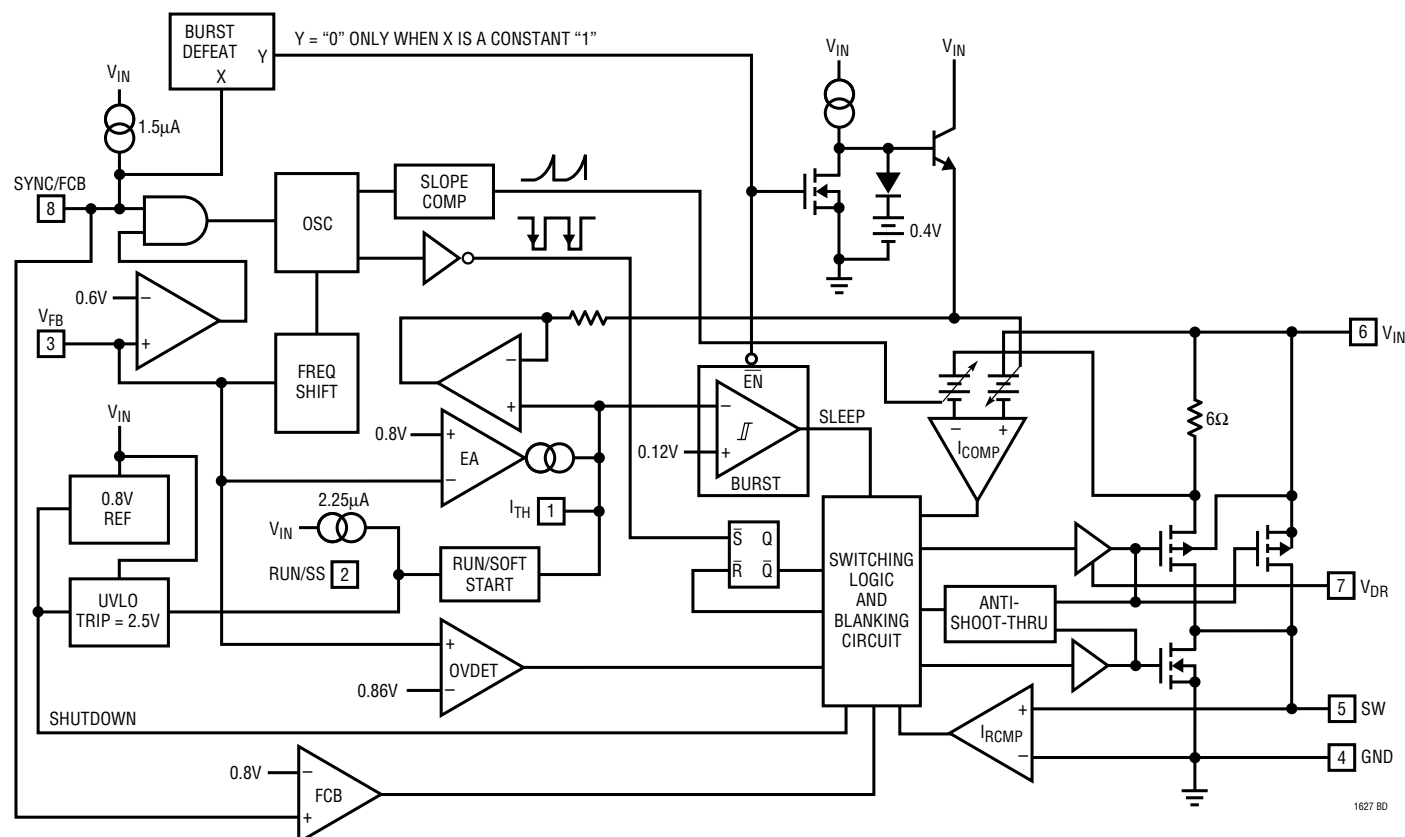 BURST
DEFEAT
Y
X
Y = “0” ONLY WHEN X IS A CONSTANT “1”
VIN
1.5µA
SYNC/FCB
8
OSC
SLOPE
COMP
VIN
VIN
0.4V
0.6V
–
+
VFB
3
FREQ
SHIFT
VIN
0.8V
REF
UVLO
TRIP = 2.5V
–
+
0.8V
+
EA
–
2.25µA
VIN
RUN/SS
2
RUN/SOFT
START
ITH
1
EN
–
+
0.12V
BURST
SLEEP
–
+
ICOMP
6Ω
6
VIN
S
Q
R
Q
SWITCHING
LOGIC
AND
BLANKING
CIRCUIT
ANTI-
SHOOT-THRU
7
VDR
+
OVDET
–
0.86V
SHUTDOWN
+
IRCMP
–
5
SW
4
GND
0.8V
–
FCB
+
1627 BD